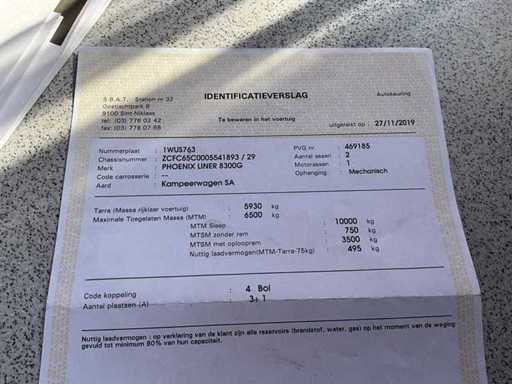 IDENTIFICATIEVERSLAG
Autokeuring
S.B.A.T. Station nr 32
9100 Sint-Niklaas
tel: (03) 776 02 42
fax: (03) 778 07 68
Te bewaren in het voertuig
uitgereikt op : 27/11/2019
Nummerplaat : 1WUS763
PVG nr. : 469185
Chassisnummer : ZCFC65C0005541893 / 29
Aantal assen : 2
Merk : PHOENIX LINER 8300G
Motorassen : 1
Code carrosserie : --
Ophenging : Mechanisch
Aard : Kampeerwagen SA
Tarra (Massa rijklaar voertuig) : 5930 kg
Maximale Toegelaten Massa (MTM) : 6500 kg
MTM Sleep : 10000 kg
MTSM zonder rem : 750 kg
MTSM met oplooprem : 3500 kg
Nuttig laadvermogen(MTM-Tarra-75kg) : 495 kg
Code koppeling : 4 Bol
Aantal plaatsen (A) : 3+ 1
Nuttig laadvermogen : op verklaring van de klant zijn alle reservoirs (brandstof, water, gas) op het moment van de weging
gevuld tot minimum 80% van hun capaciteit.